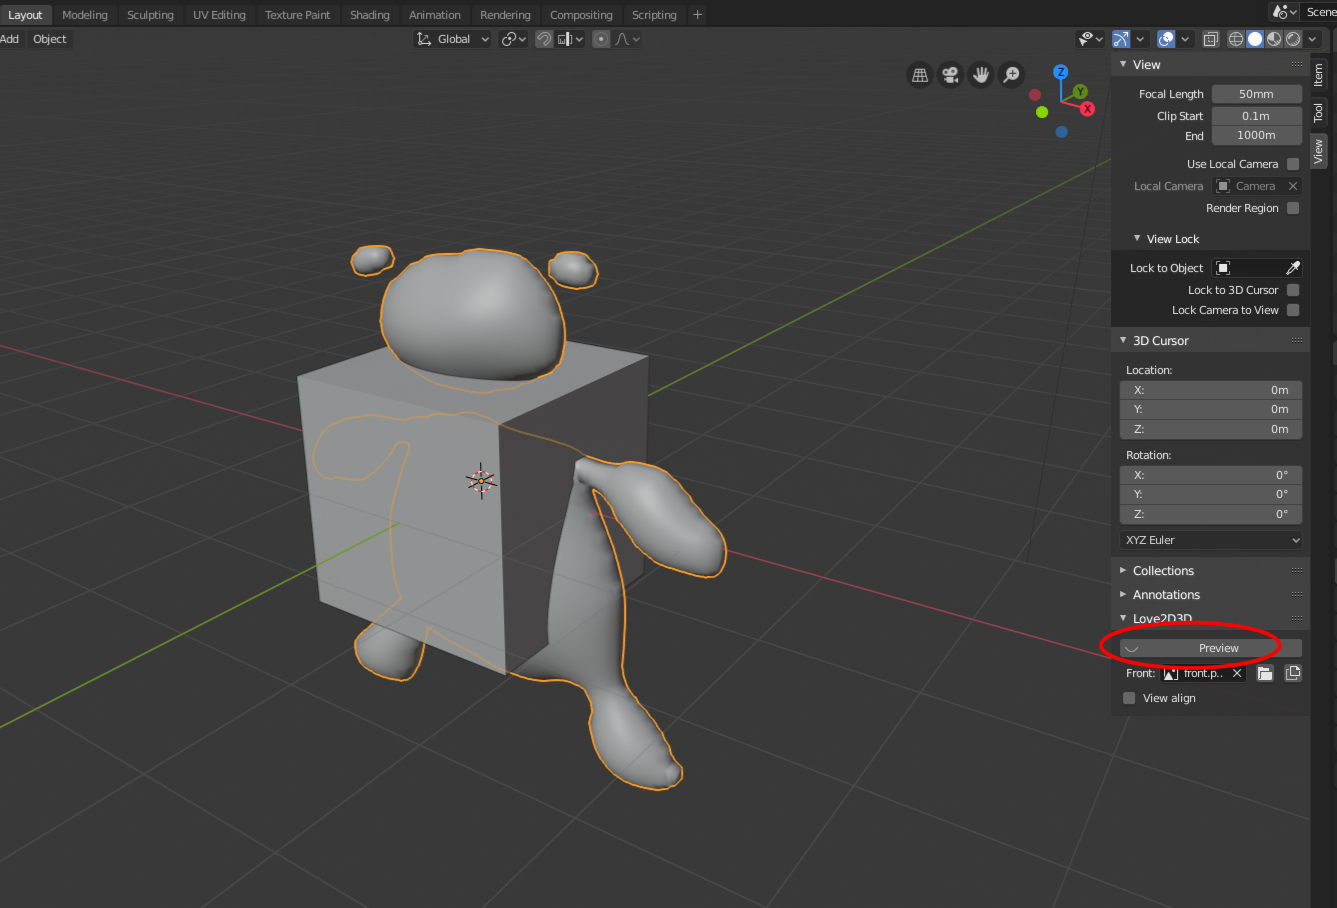 Layout Modeling Sculpting UV Editing Texture Paint Shading Animation Rendering Compositing Scripting + Scene
Add Object Global
View
Focal Length 50mm
Clip Start 0.1m
End 1000m
Use Local Camera
Local Camera Camera
Render Region
View Lock
Lock to Object
Lock to 3D Cursor
Lock Camera to View
3D Cursor
Location:
X: 0m
Y: 0m
Z: 0m
Rotation:
X: 0°
Y: 0°
Z: 0°
XYZ Euler
Collections
Annotations
Love2D3D
Preview
Front: front.p..
View align
Item
Tool
View
Z
Y
X